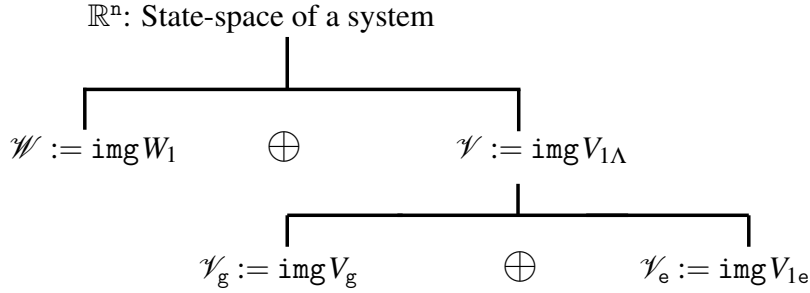 ℝⁿ: State-space of a system
𝒲 := img W₁ ⊕ 𝒱 := img V₁Λ
𝒱g := img Vg ⊕ 𝒱e := img V₁e